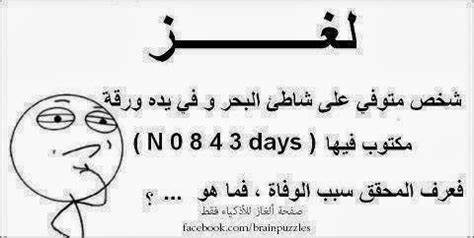 لغــــــــز
شخص متوفي على شاطئ البحر و في يده ورقة
مكتوب فيها ( N 0 8 4 3 days )
فعرف المحقق سبب الوفاة ، فما هو ... ؟
صفحة ألغاز للأذكياء فقط
facebook.com/brainpuzzles